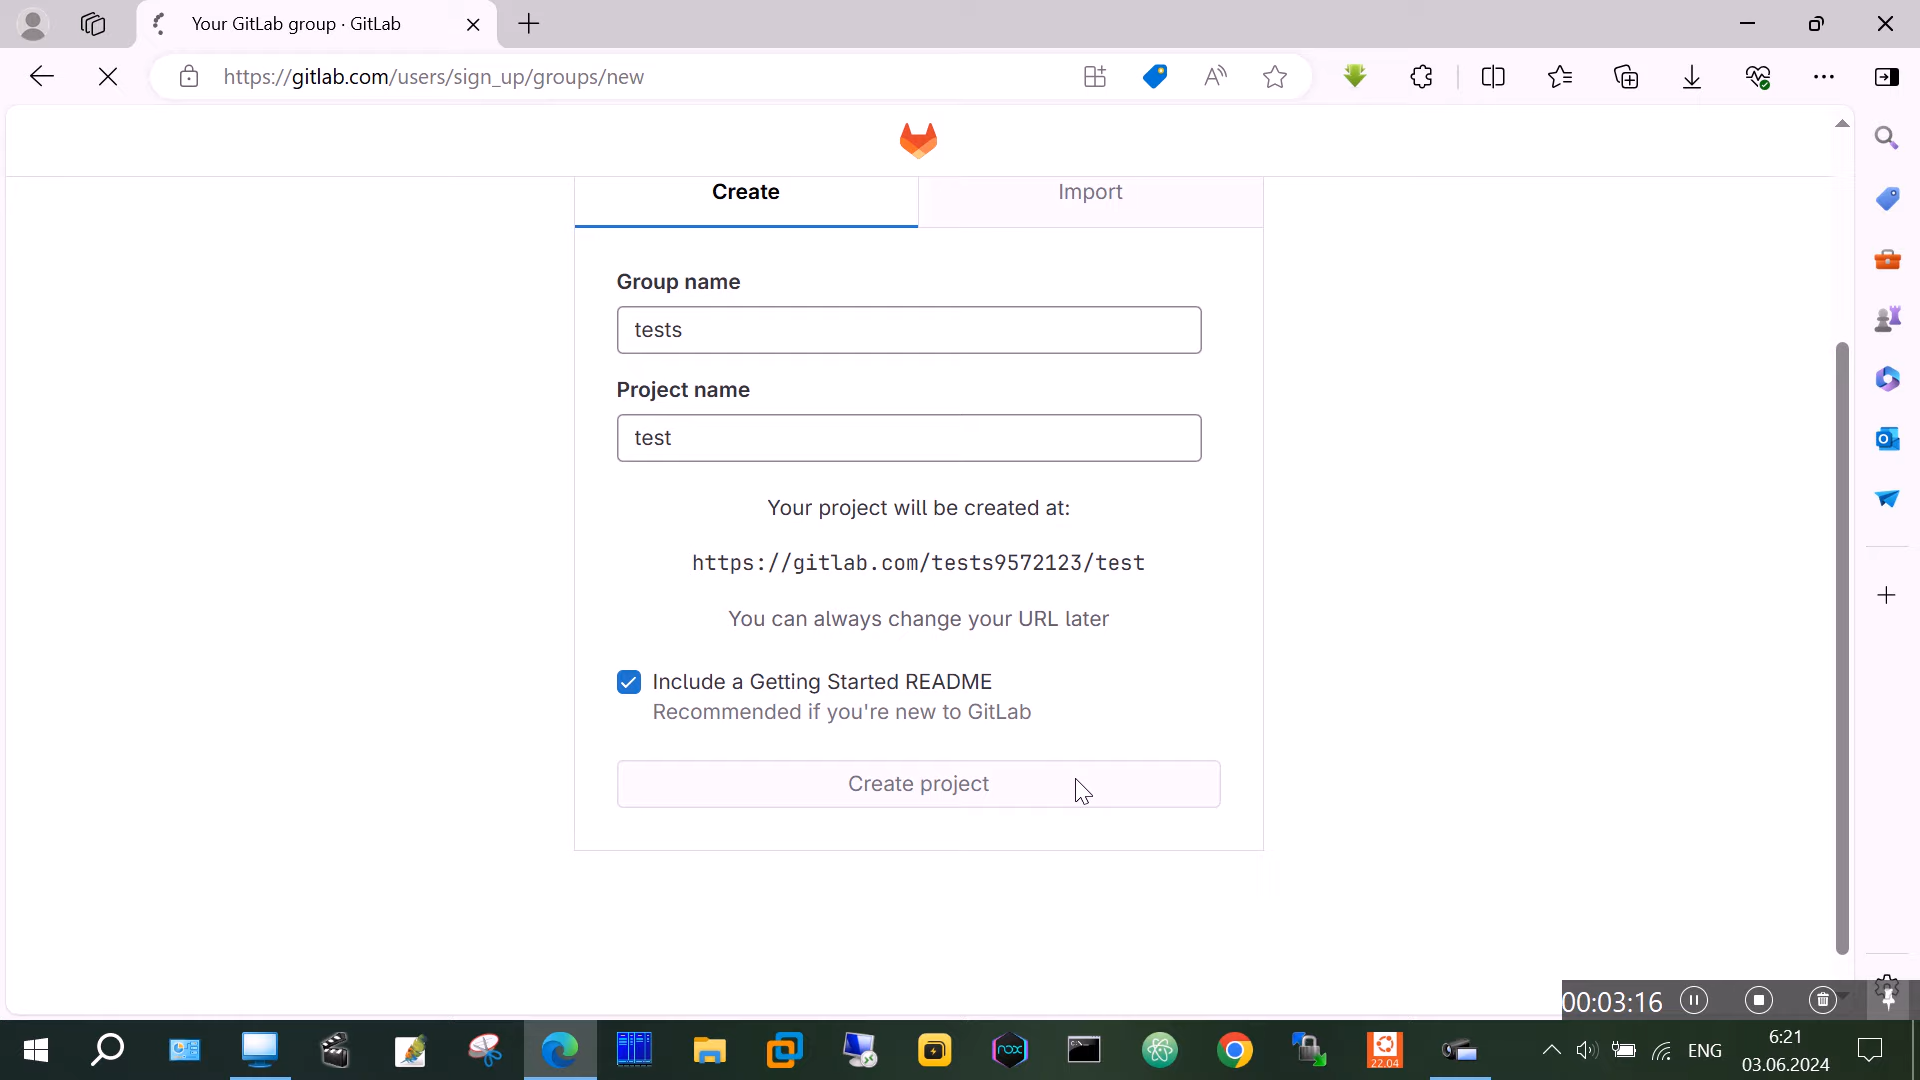 Your GitLab group · GitLab
https://gitlab.com/users/sign_up/groups/new
Create
Import
Group name
tests
Project name
test
Your project will be created at:
https://gitlab.com/tests9572123/test
You can always change your URL later
Include a Getting Started README
Recommended if you're new to GitLab
Create project
00:03:16
nox
22.04
ENG
6:21
03.06.2024